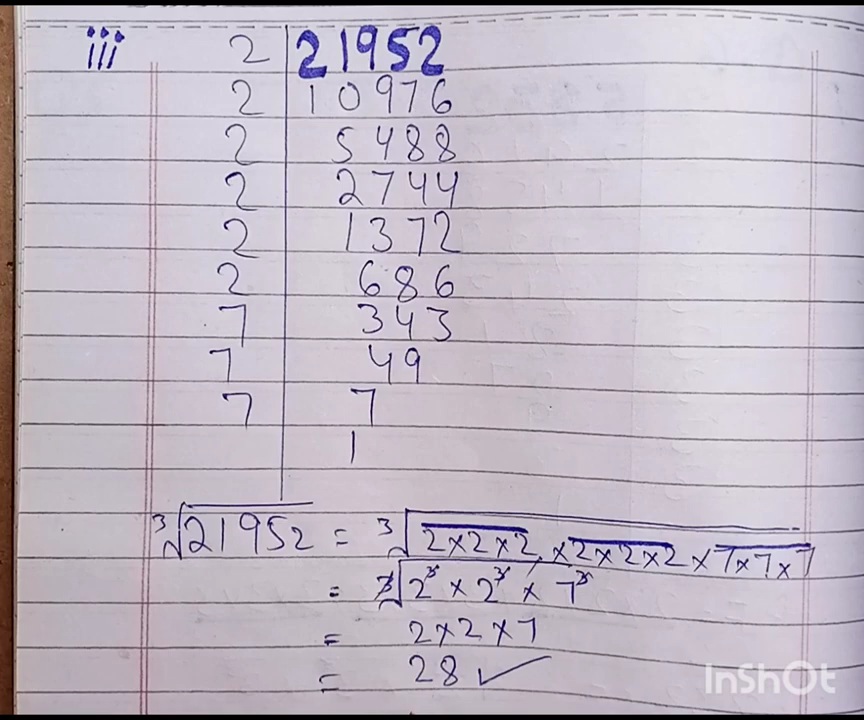 iii 2 | 21952
2 | 10976
2 | 5488
2 | 2744
2 | 1372
2 | 686
7 | 343
7 | 49
7 | 7
1
∛21952 = ∛2×2×2 × 2×2×2 × 7×7×7
= ∛2³ × 2³ × 7³
= 2×2×7
= 28 ✓
InShOt